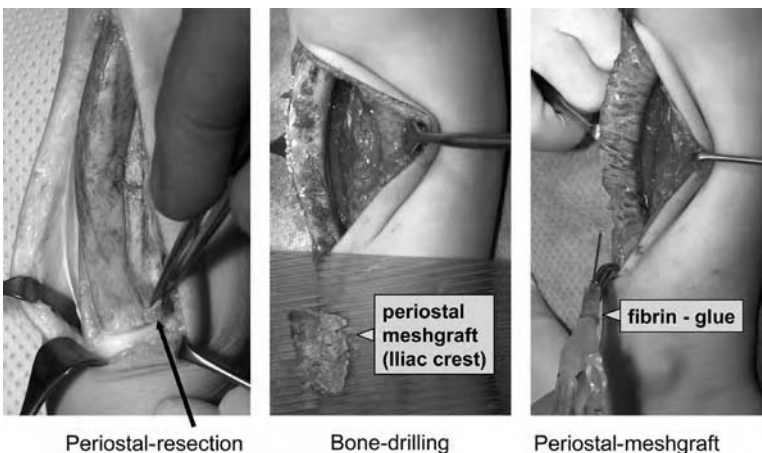 periostal
meshgraft
(Iliac crest)
fibrin - glue
Periostal-resection
Bone-drilling
Periostal-meshgraft